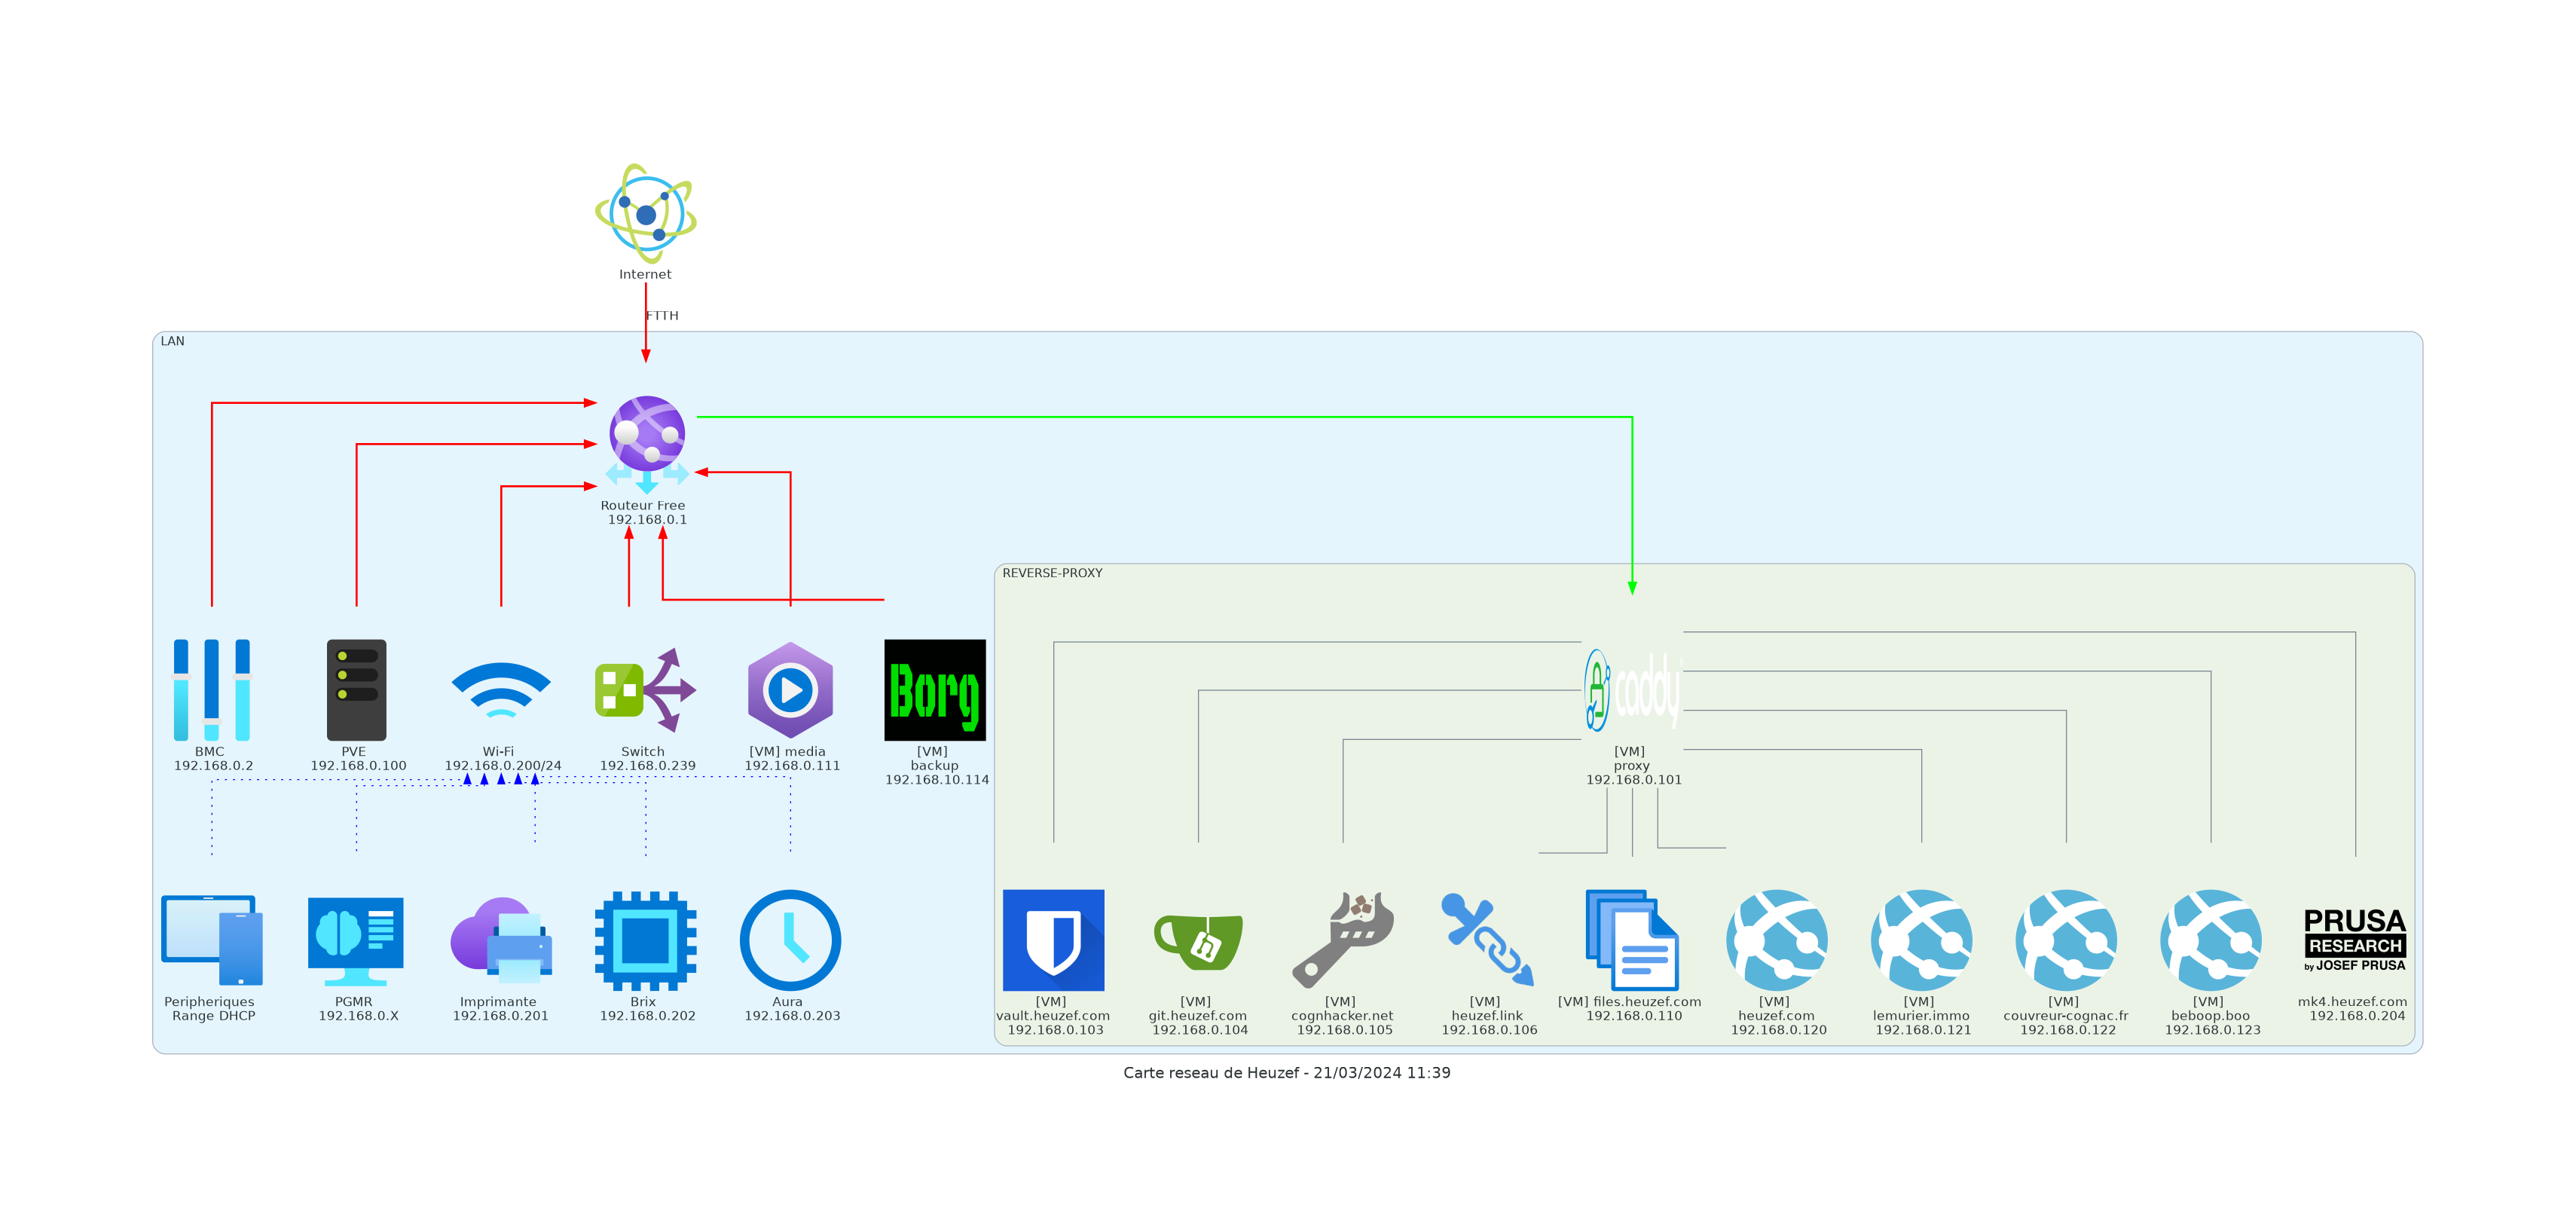 Internet
FTTH
LAN
Routeur Free
192.168.0.1
REVERSE-PROXY
BMC
192.168.0.2
PVE
192.168.0.100
Wi-Fi
192.168.0.200/24
Switch
192.168.0.239
[VM] media
192.168.0.111
Borg
[VM]
backup
192.168.10.114
caddy
[VM]
proxy
192.168.0.101
Peripheriques
Range DHCP
PGMR
192.168.0.X
Imprimante
192.168.0.201
Brix
192.168.0.202
Aura
192.168.0.203
[VM]
vault.heuzef.com
192.168.0.103
[VM]
git.heuzef.com
192.168.0.104
[VM]
cognhacker.net
192.168.0.105
[VM]
heuzef.link
192.168.0.106
[VM] files.heuzef.com
192.168.0.110
[VM]
heuzef.com
192.168.0.120
[VM]
lemurier.immo
192.168.0.121
[VM]
couvreur-cognac.fr
192.168.0.122
[VM]
beboop.boo
192.168.0.123
PRUSA
RESEARCH
by JOSEF PRUSA
mk4.heuzef.com
192.168.0.204
Carte reseau de Heuzef - 21/03/2024 11:39